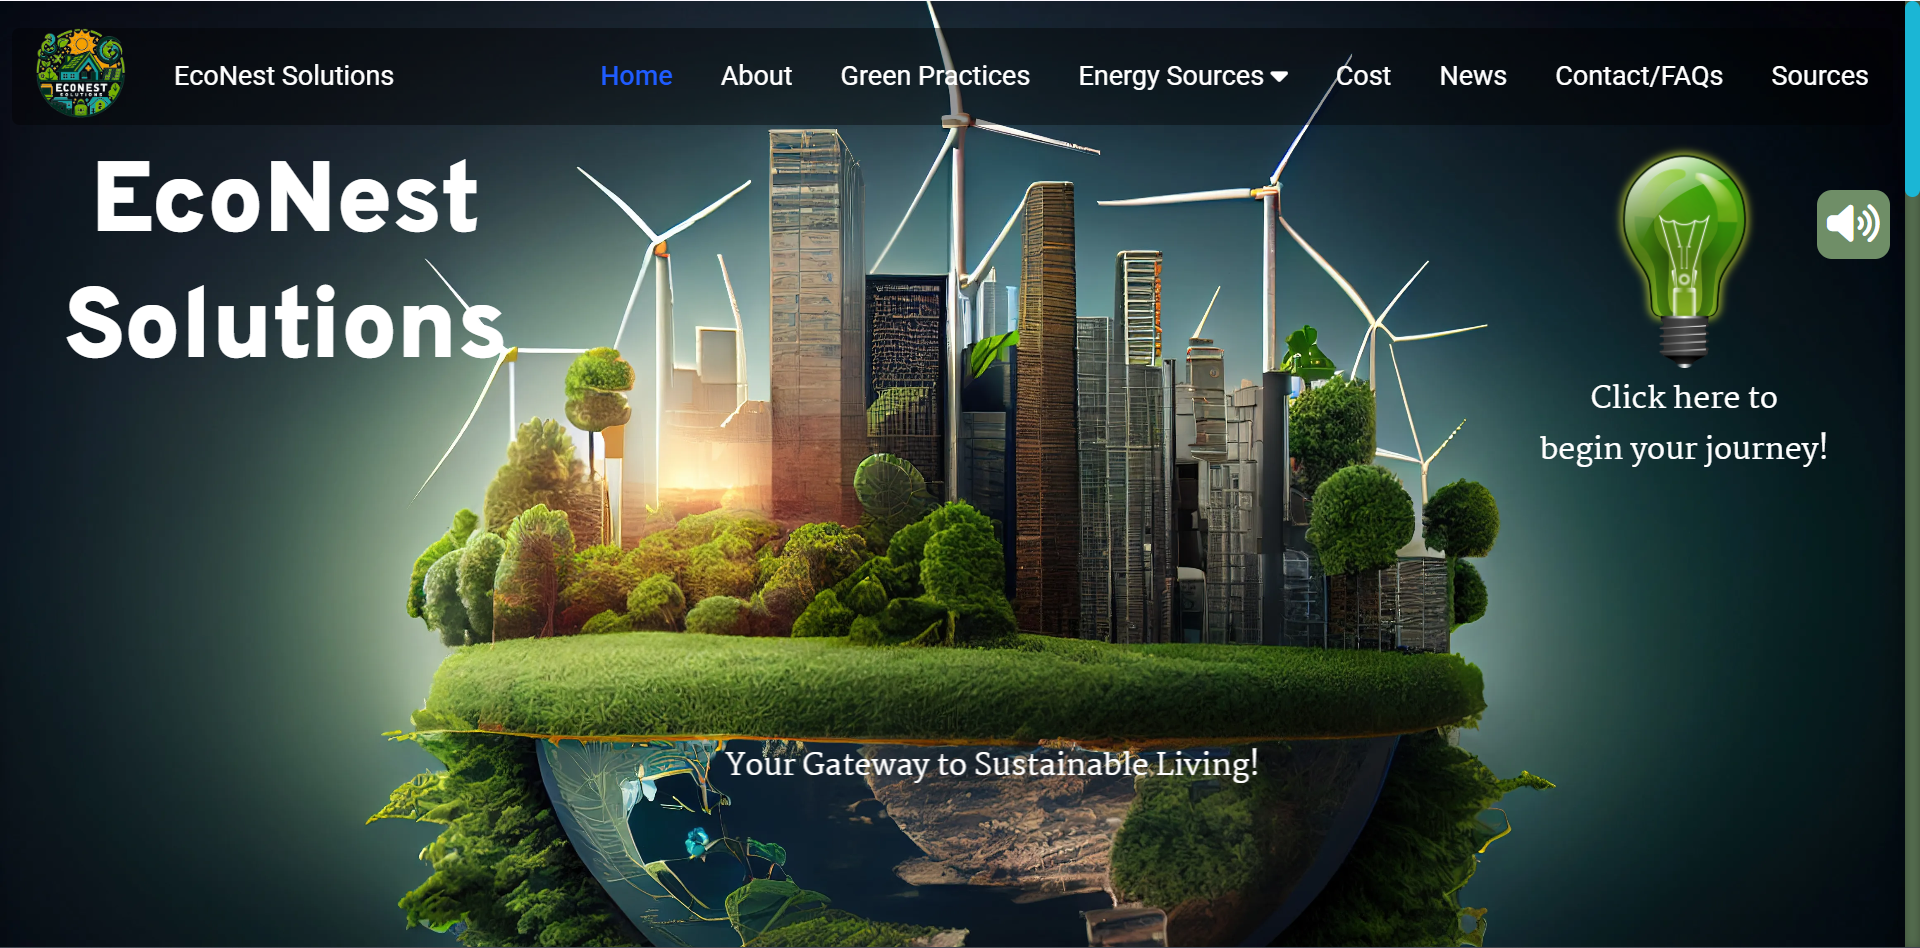 ECONEST
SOLUTIONS
EcoNest Solutions
Home
About
Green Practices
Energy Sources
Cost
News
Contact/FAQs
Sources
EcoNest
Solutions
Click here to
begin your journey!
Your Gateway to Sustainable Living!